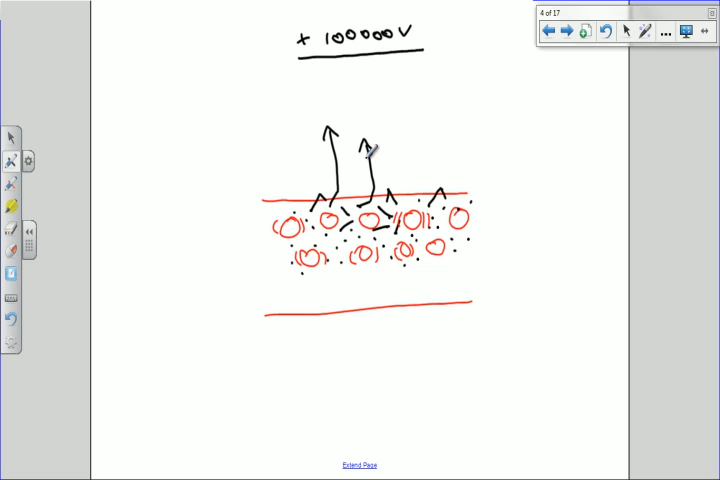 4 of 17
+ 100000V
Extend Page